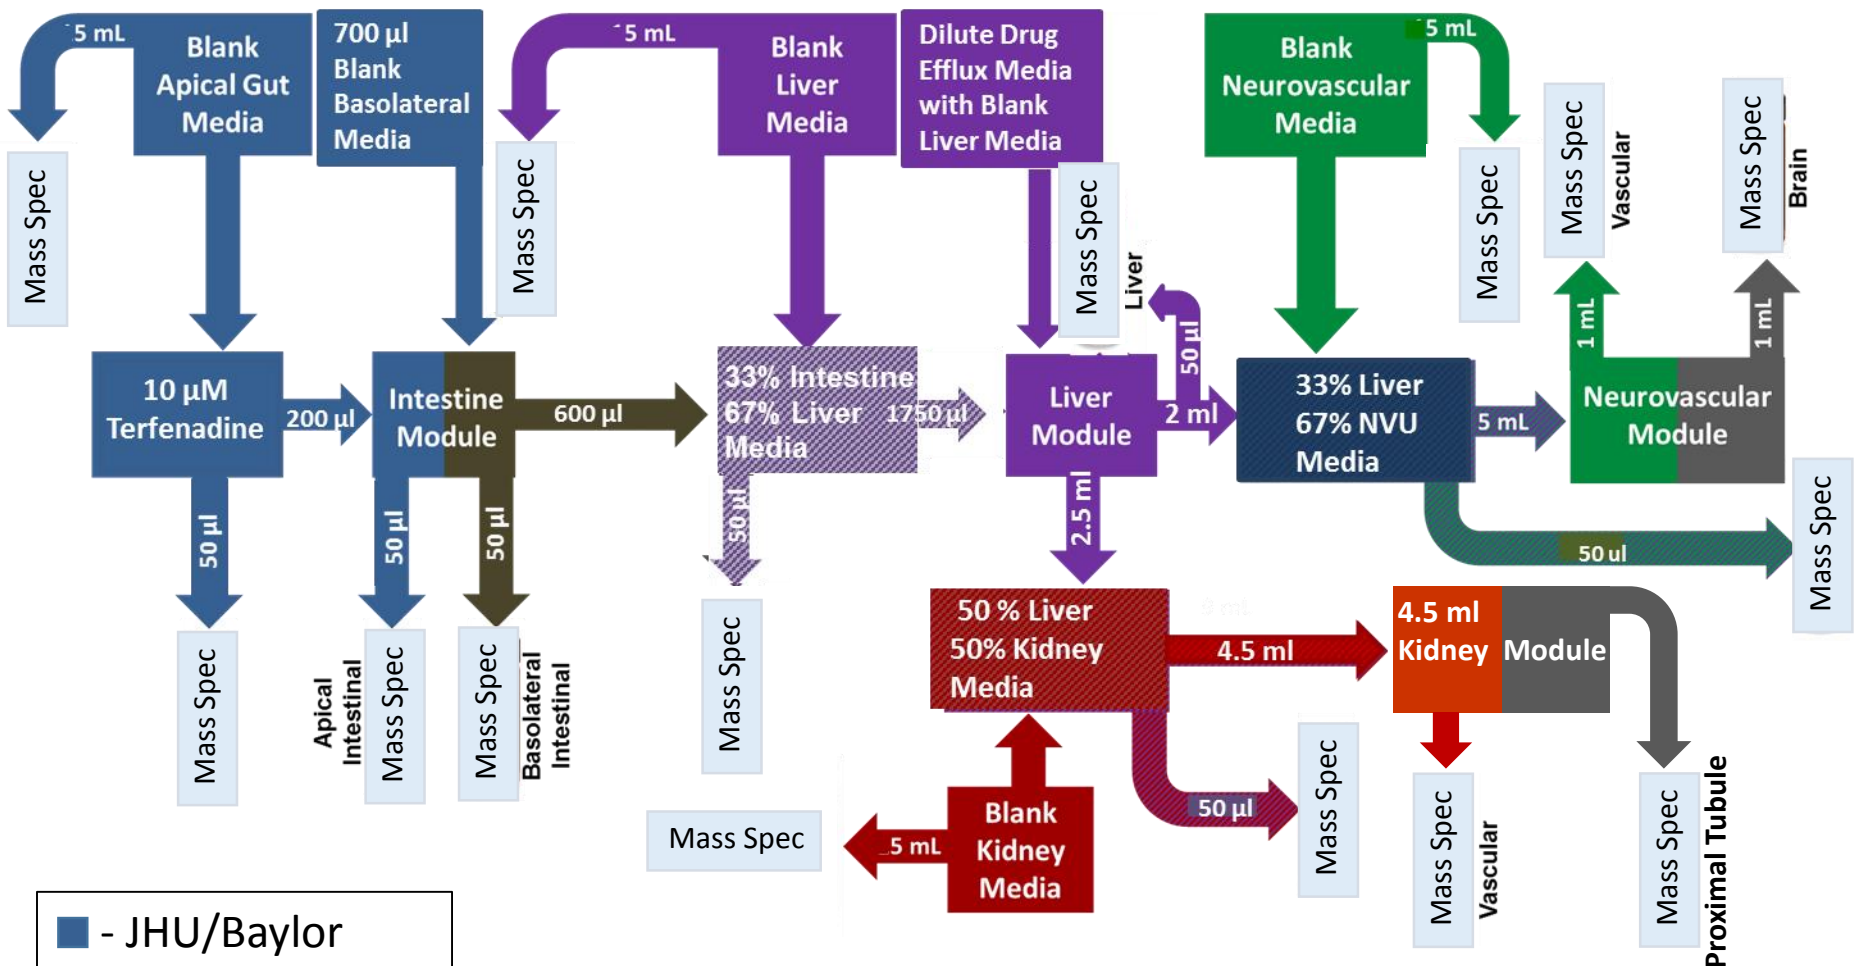 15 mL
Blank
Apical Gut
Media
700 µl
Blank
Basolateral
Media
15 mL
Blank
Liver
Media
Dilute Drug
Efflux Media
with Blank
Liver Media
Blank
Neurovascular
Media
15 mL
Mass Spec
Mass Spec
Mass Spec
Liver
Mass Spec
Mass Spec
Vascular
Mass Spec
Brain
10 µM
Terfenadine
200 µl
Intestine
Module
600 µl
33% Intestine
67% Liver
Media
1750 µl
Liver
Module
50 µl
2 ml
33% Liver
67% NVU
Media
5 mL
1 mL
1 mL
Neurovascular
Module
50 µl
50 µl
50 µl
50 µl
2.5 ml
50 ul
Mass Spec
Mass Spec
Apical
Intestinal
Mass Spec
Mass Spec
Basolateral
Intestinal
Mass Spec
50 % Liver
50% Kidney
Media
4.5 ml
4.5 ml
Kidney Module
Mass Spec
.5 mL
Blank
Kidney
Media
50 µl
Mass Spec
Mass Spec
Vascular
Mass Spec
Proximal Tubule
- JHU/Baylor